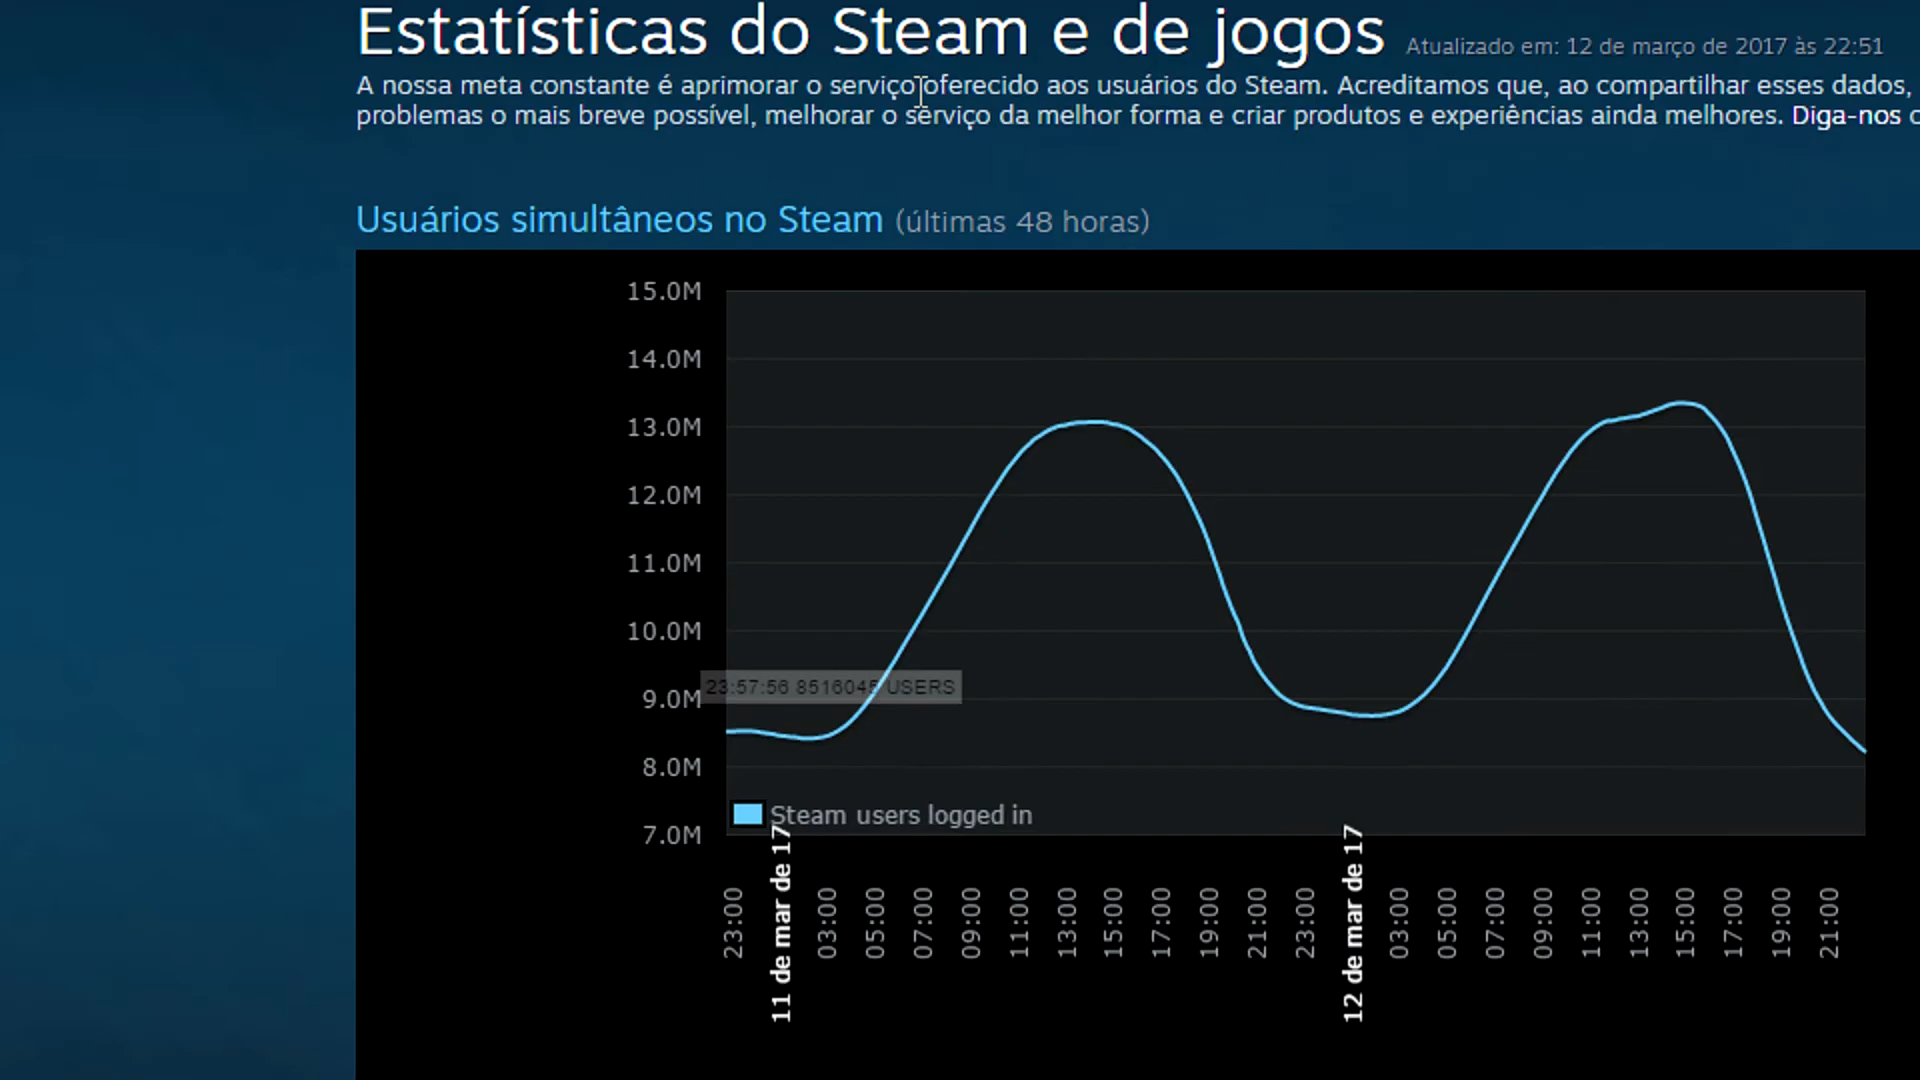 Estatísticas do Steam e de jogos Atualizado em: 12 de março de 2017 às 22:51
A nossa meta constante é aprimorar o serviço oferecido aos usuários do Steam. Acreditamos que, ao compartilhar esses dados,
problemas o mais breve possível, melhorar o serviço da melhor forma e criar produtos e experiências ainda melhores. Diga-nos
Usuários simultâneos no Steam (últimas 48 horas)
15.0M
14.0M
13.0M
12.0M
11.0M
10.0M
9.0M
8.0M
7.0M
23:57:56 8516045 USERS
Steam users logged in
23:00
11 de mar de 17
03:00
05:00
07:00
09:00
11:00
13:00
15:00
17:00
19:00
21:00
23:00
12 de mar de 17
03:00
05:00
07:00
09:00
11:00
13:00
15:00
17:00
19:00
21:00